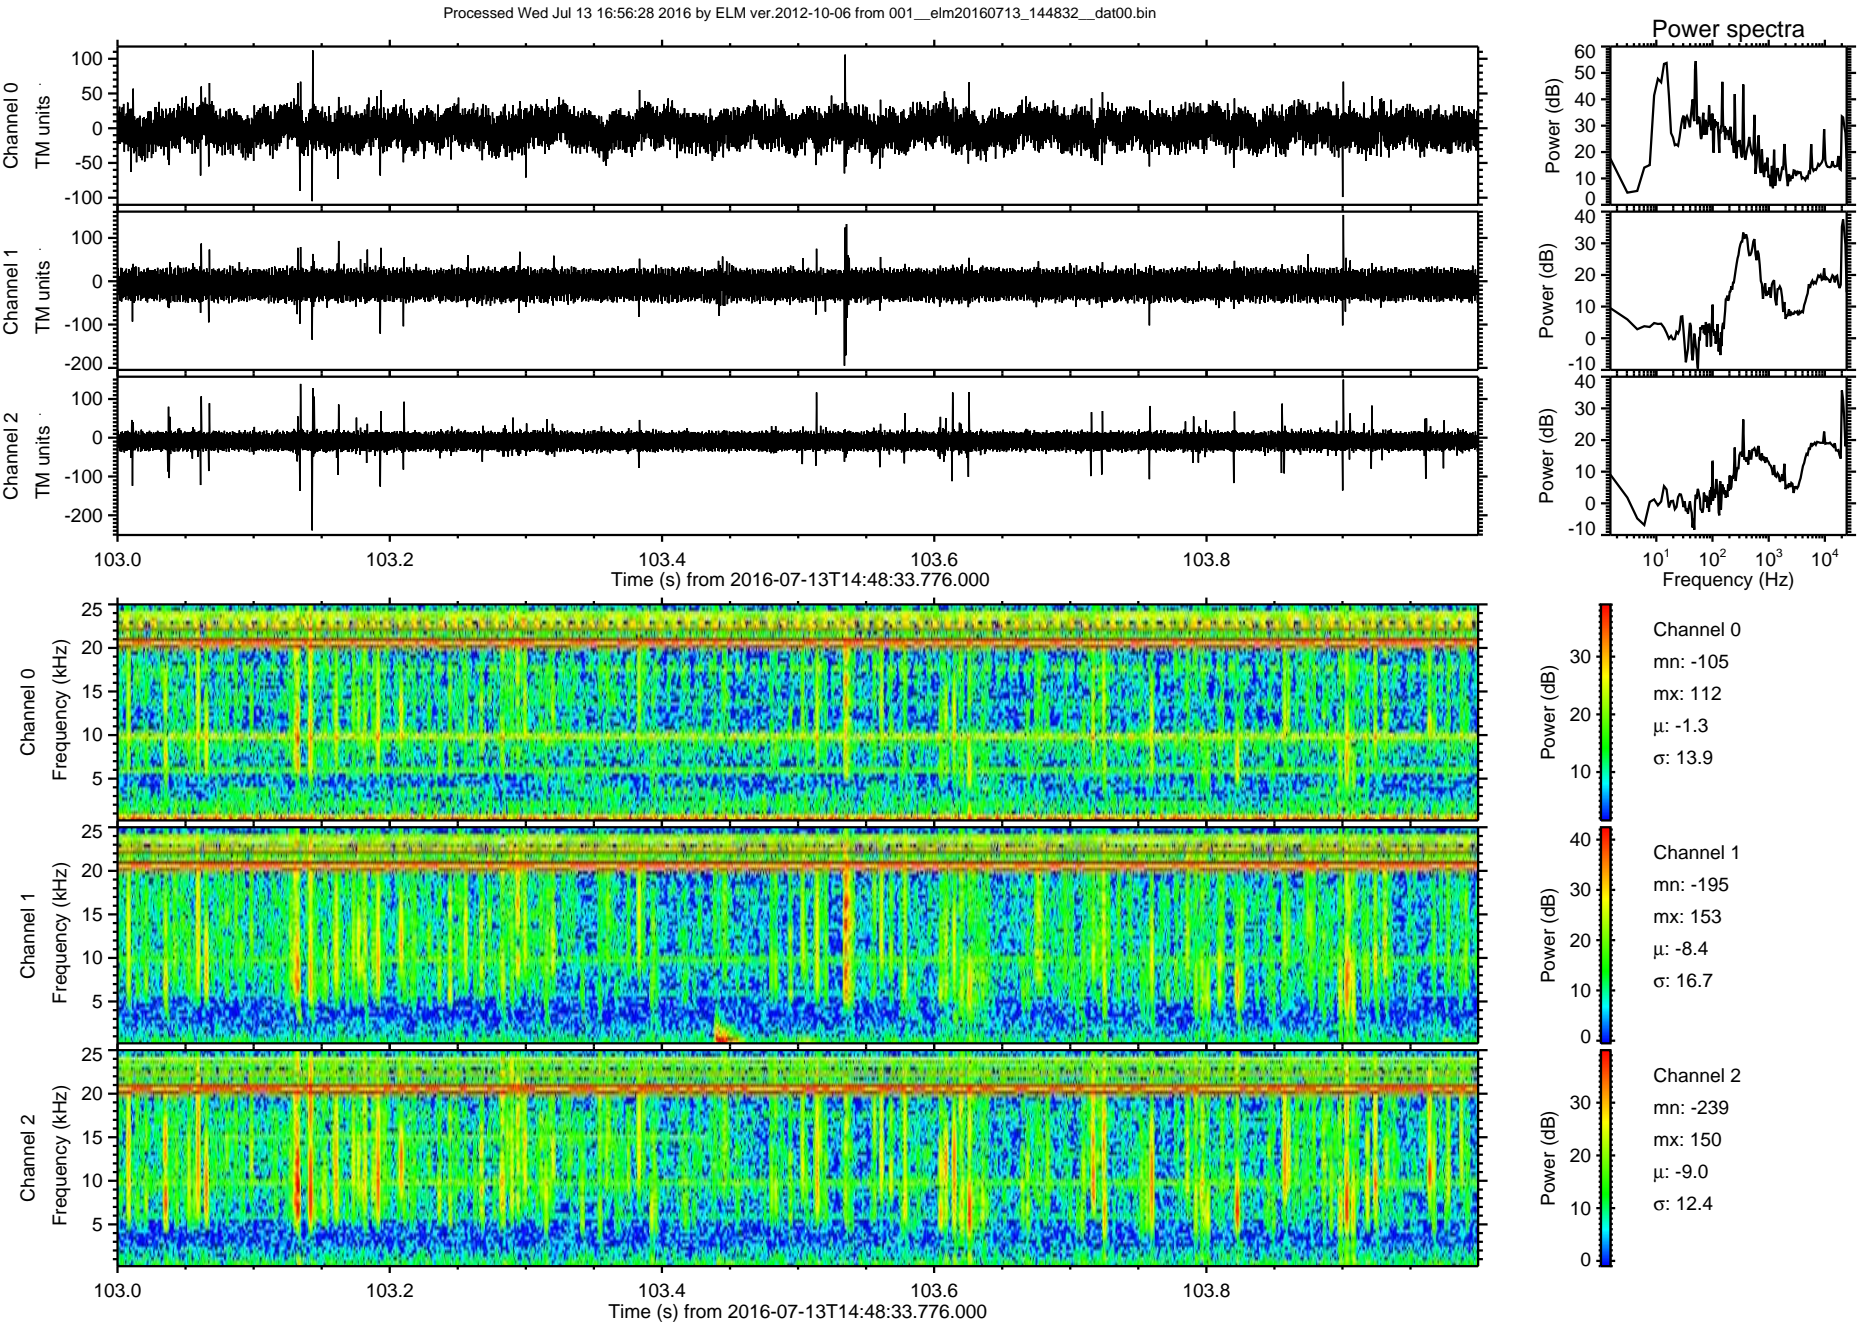 Processed Wed Jul 13 16:56:28 2016 by ELM ver.2012-10-06 from 001__elm20160713_144832__dat00.bin
Power spectra
Channel 0
TM units
100
50
0
-50
-100
Power (dB)
60
50
40
30
20
10
0
Channel 1
TM units
100
0
-100
-200
Power (dB)
40
30
20
10
0
-10
Channel 2
TM units
100
0
-100
-200
Power (dB)
40
30
20
10
0
-10
103.0 103.2 103.4 103.6 103.8
Time (s) from 2016-07-13T14:48:33.776.000
10¹ 10² 10³ 10⁴
Frequency (Hz)
Channel 0
Frequency (kHz)
25
20
15
10
5
Power (dB)
30
20
10
Channel 0
mn: -105
mx: 112
μ: -1.3
σ: 13.9
Channel 1
Frequency (kHz)
25
20
15
10
5
Power (dB)
40
30
20
10
0
Channel 1
mn: -195
mx: 153
μ: -8.4
σ: 16.7
Channel 2
Frequency (kHz)
25
20
15
10
5
Power (dB)
30
20
10
0
Channel 2
mn: -239
mx: 150
μ: -9.0
σ: 12.4
103.0 103.2 103.4 103.6 103.8
Time (s) from 2016-07-13T14:48:33.776.000